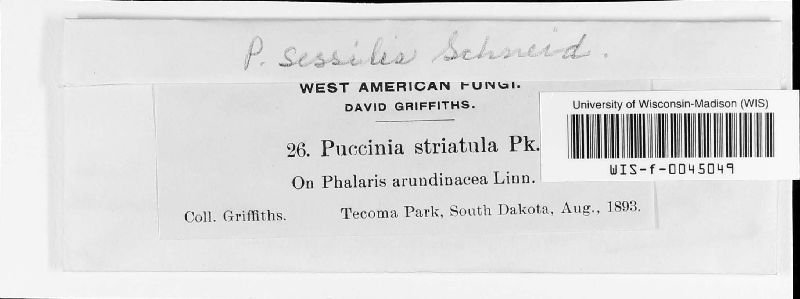 P. sessilis Schneid.
WEST AMERICAN FUNGI.
DAVID GRIFFITHS.
University of Wisconsin-Madison (WIS)
WIS-f-0045049
26. Puccinia striatula Pk.
On Phalaris arundinacea Linn.
Coll. Griffiths. Tecoma Park, South Dakota, Aug., 1893.